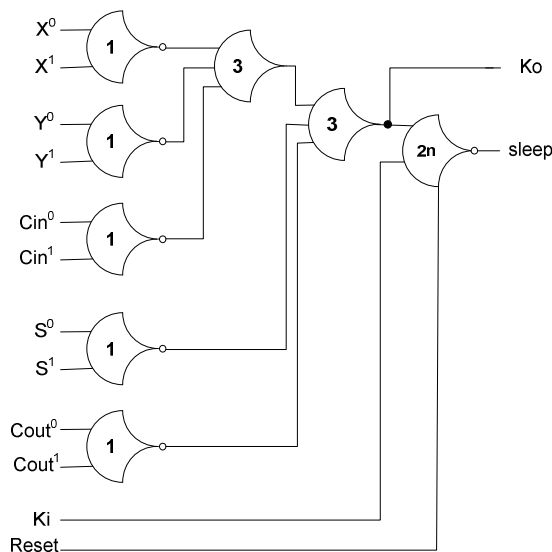 X⁰
X¹
1
Y⁰
Y¹
1
Cin⁰
Cin¹
1
S⁰
S¹
1
Cout⁰
Cout¹
1
Ki
Reset
3
3
2n
Ko
sleep